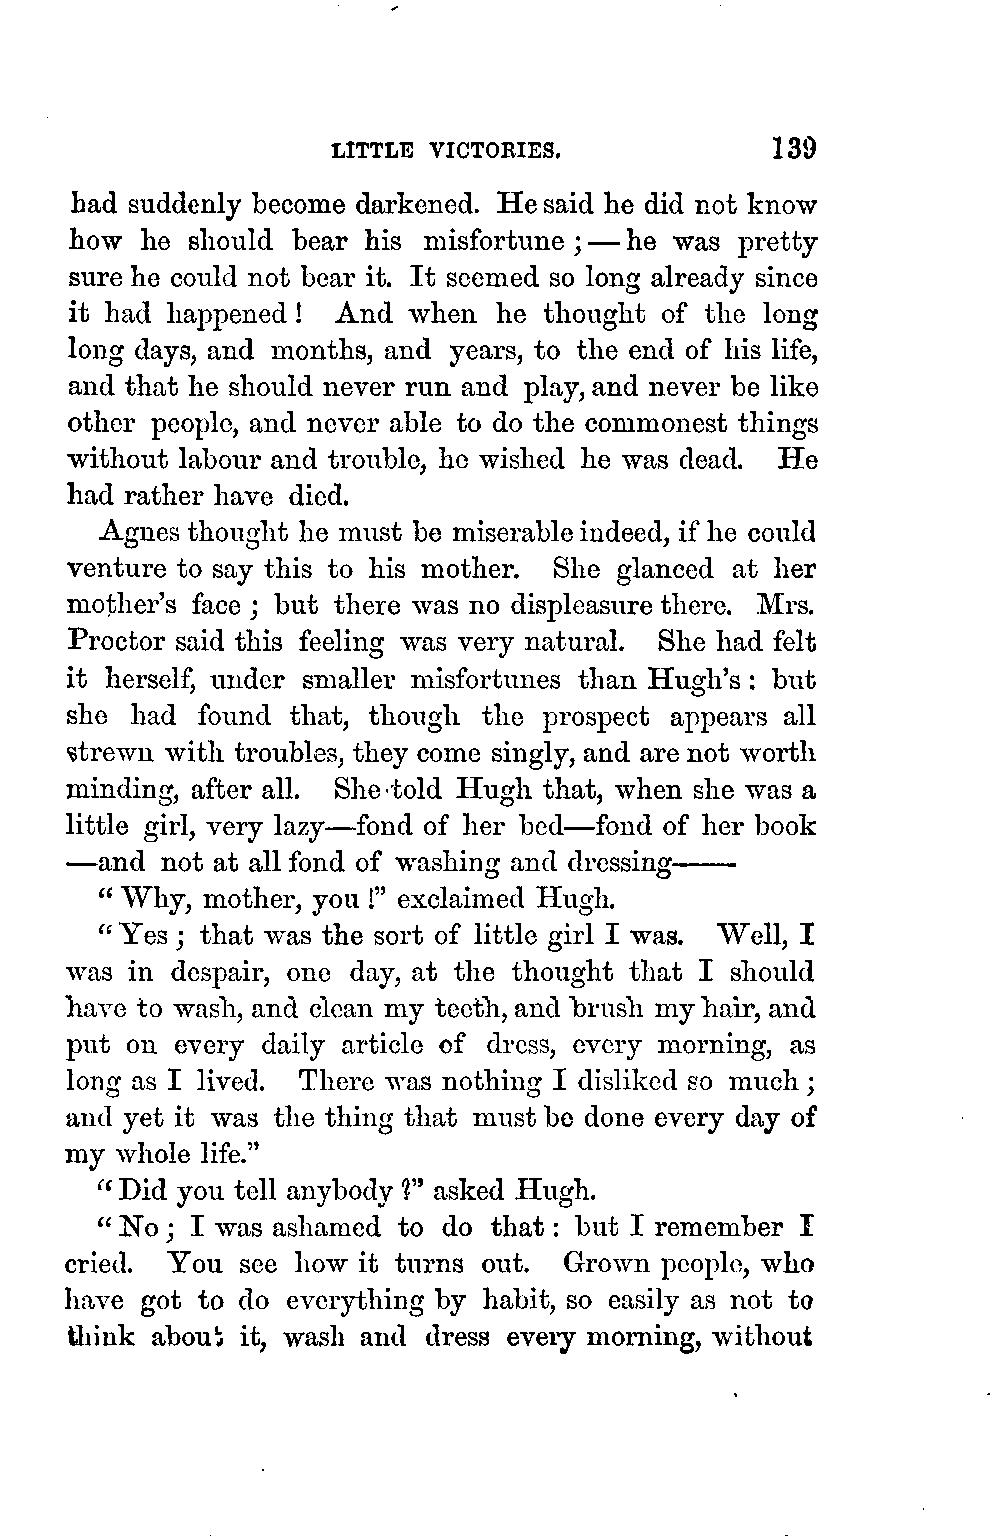 LITTLE VICTORIES. 139
had suddenly become darkened. He said he did not know
how he should bear his misfortune ; — he was pretty
sure he could not bear it. It seemed so long already since
it had happened ! And when he thought of the long
long days, and months, and years, to the end of his life,
and that he should never run and play, and never be like
other people, and never able to do the commonest things
without labour and trouble, he wished he was dead. He
had rather have died.
Agnes thought he must be miserable indeed, if he could
venture to say this to his mother. She glanced at her
mother's face ; but there was no displeasure there. Mrs.
Proctor said this feeling was very natural. She had felt
it herself, under smaller misfortunes than Hugh's : but
she had found that, though the prospect appears all
strewn with troubles, they come singly, and are not worth
minding, after all. She told Hugh that, when she was a
little girl, very lazy—fond of her bed—fond of her book
—and not at all fond of washing and dressing——
“ Why, mother, you !” exclaimed Hugh.
“ Yes ; that was the sort of little girl I was. Well, I
was in despair, one day, at the thought that I should
have to wash, and clean my teeth, and brush my hair, and
put on every daily article of dress, every morning, as
long as I lived. There was nothing I disliked so much ;
and yet it was the thing that must be done every day of
my whole life.”
“ Did you tell anybody ?” asked Hugh.
“ No ; I was ashamed to do that : but I remember I
cried. You see how it turns out. Grown people, who
have got to do everything by habit, so easily as not to
think about it, wash and dress every morning, without